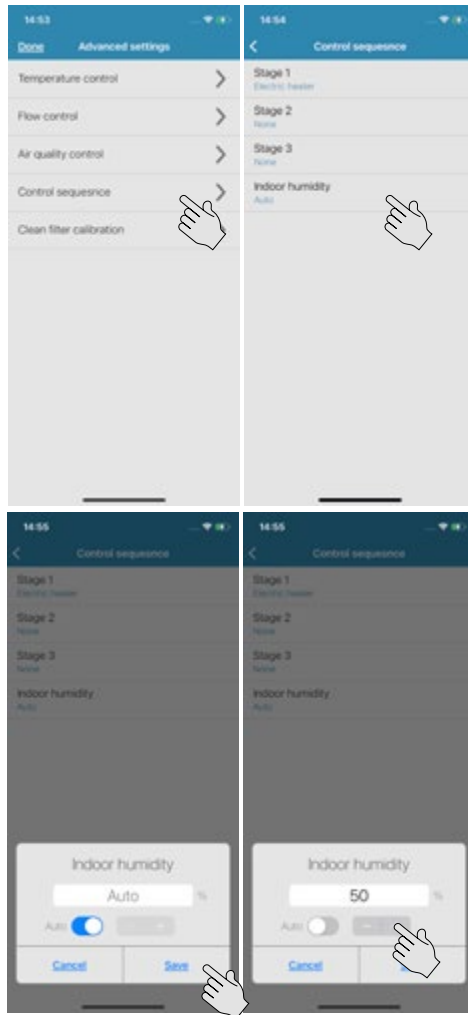 14:53
Done Advanced settings
Temperature control
Flow control
Air quality control
Control sequesnce
Clean filter calibration
14:54
Control sequesnce
Stage 1
Electric heater
Stage 2
None
Stage 3
None
Indoor humidity
Auto
14:55
Control sequesnce
Stage 1
Electric heater
Stage 2
None
Stage 3
None
Indoor humidity
Auto
Indoor humidity
Auto %
Auto
Cancel Save
14:55
Control sequesnce
Stage 1
Electric heater
Stage 2
None
Stage 3
None
Indoor humidity
Auto
Indoor humidity
50 %
Auto
Cancel